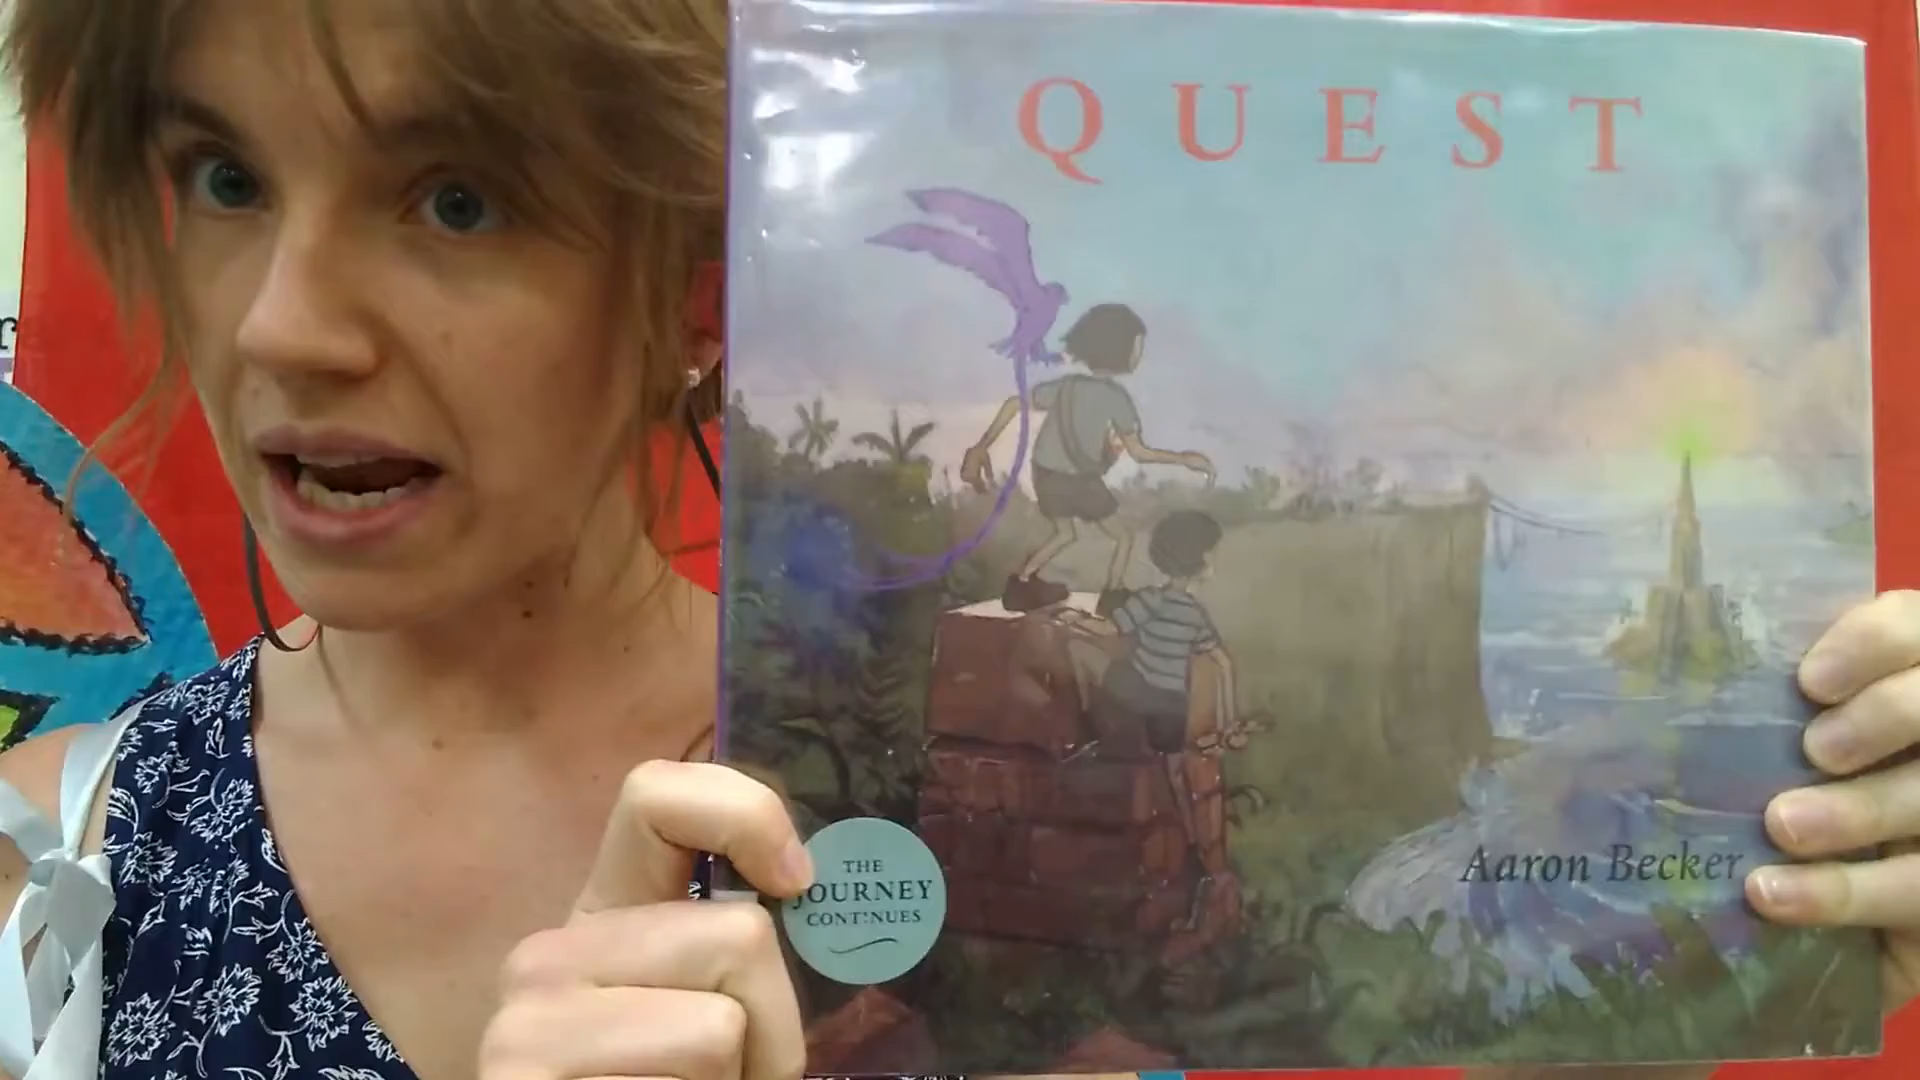 QUEST
THE
JOURNEY
CONTINUES
Aaron Becker